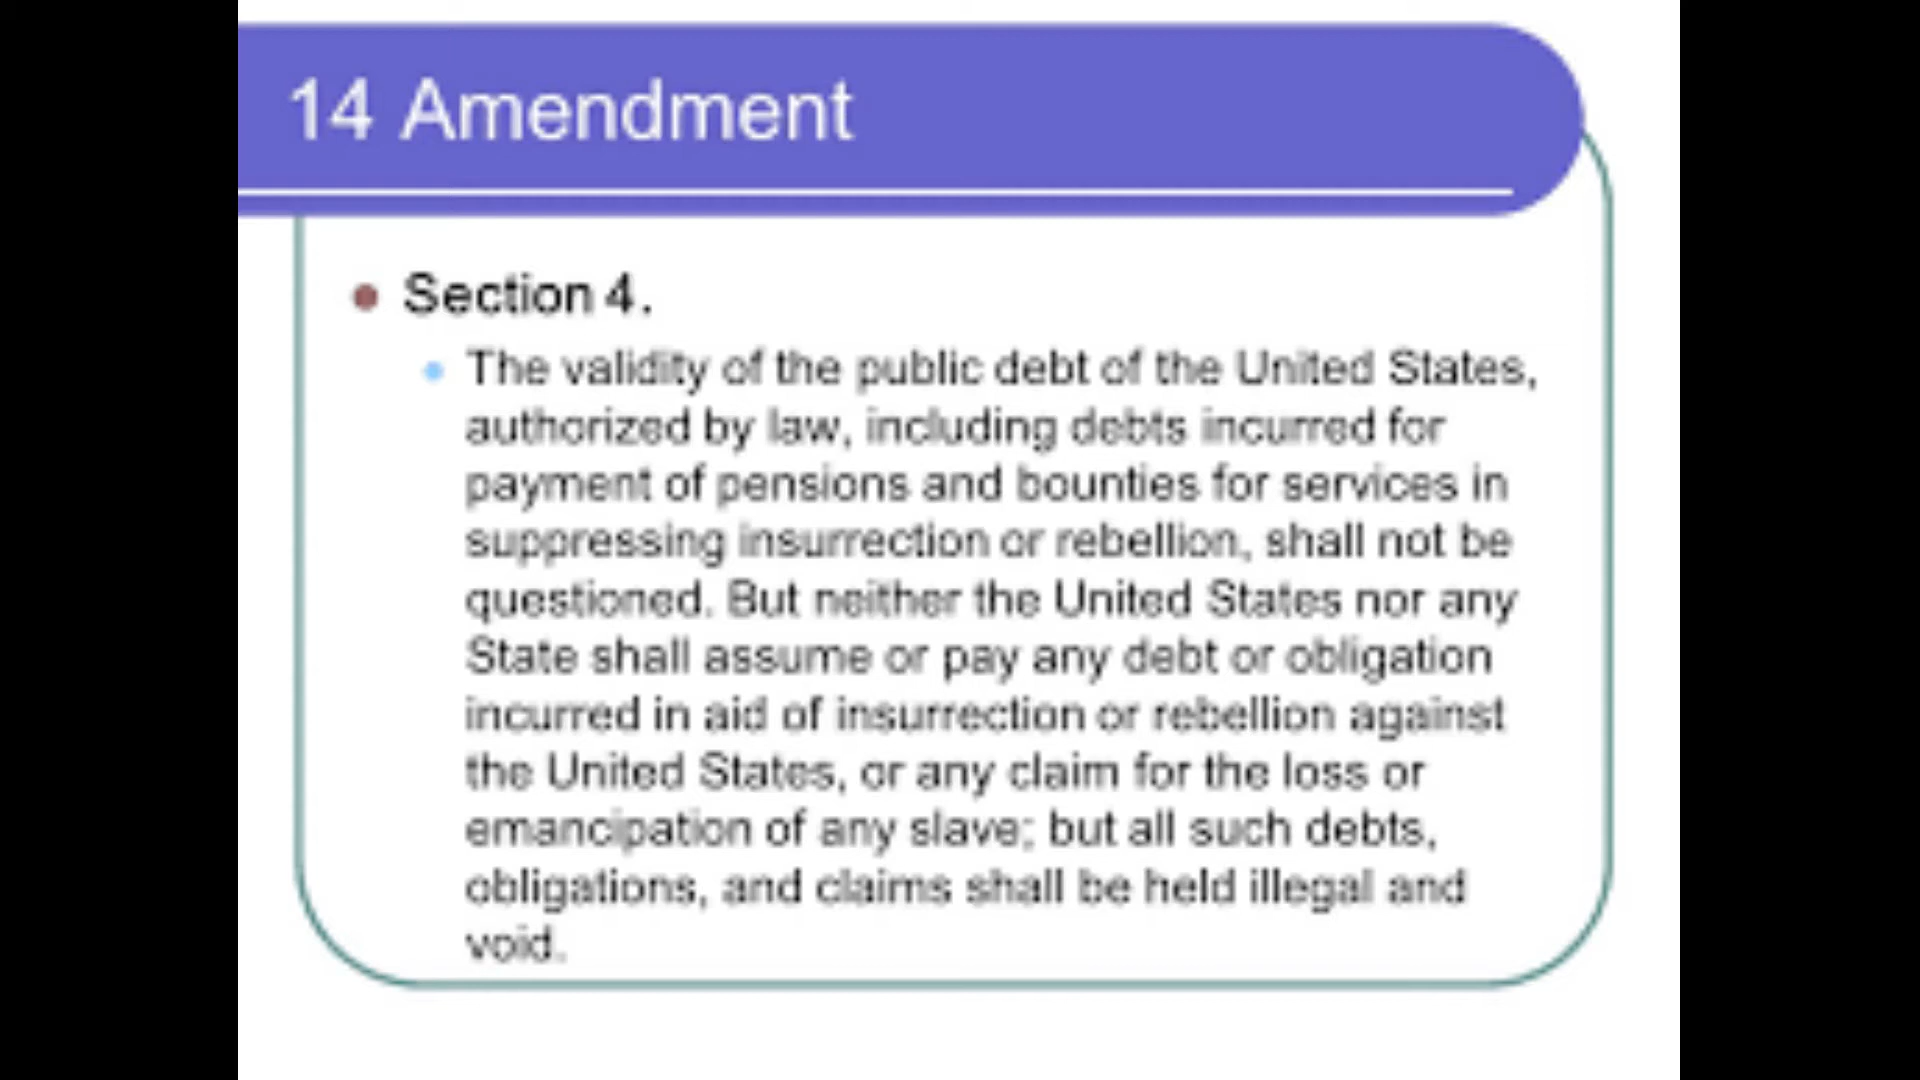 14 Amendment
Section 4.
The validity of the public debt of the United States,
authorized by law, including debts incurred for
payment of pensions and bounties for services in
suppressing insurrection or rebellion, shall not be
questioned. But neither the United States nor any
State shall assume or pay any debt or obligation
incurred in aid of insurrection or rebellion against
the United States, or any claim for the loss or
emancipation of any slave; but all such debts,
obligations, and claims shall be held illegal and
void.